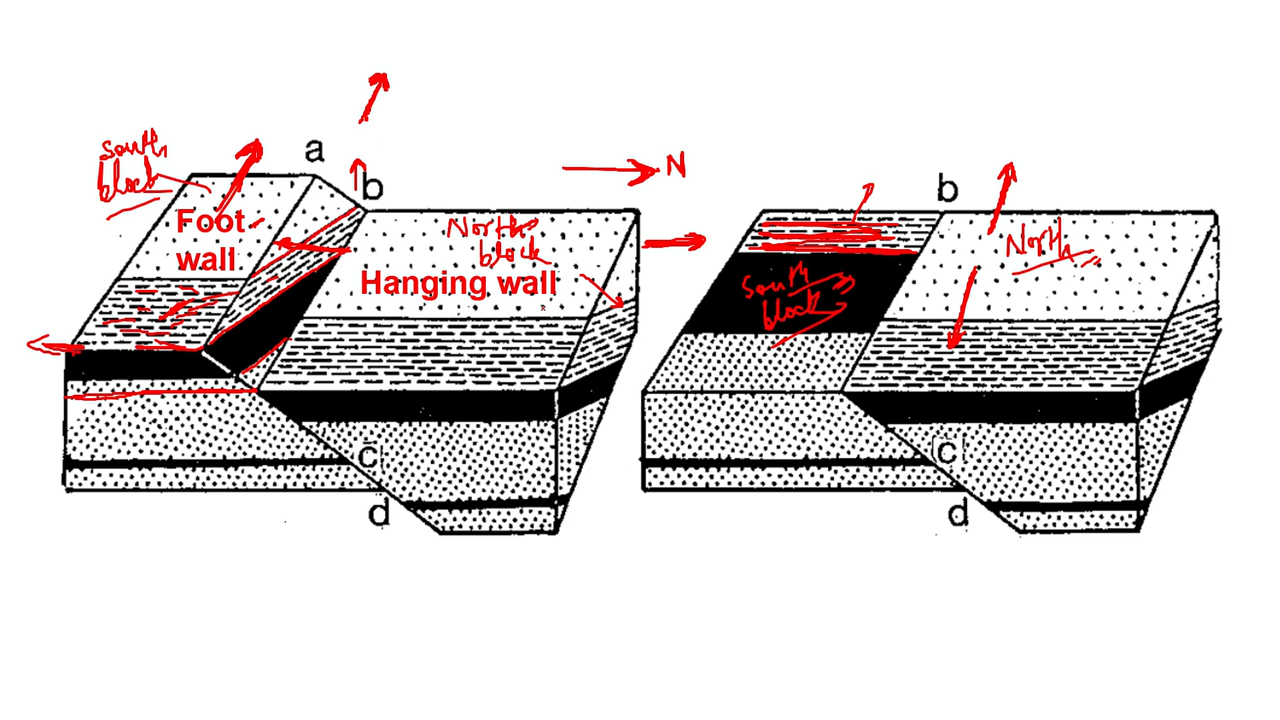 south
block
a
b
Foot
wall
North
block
Hanging wall
c
d
N
b
North
south
block
c
d